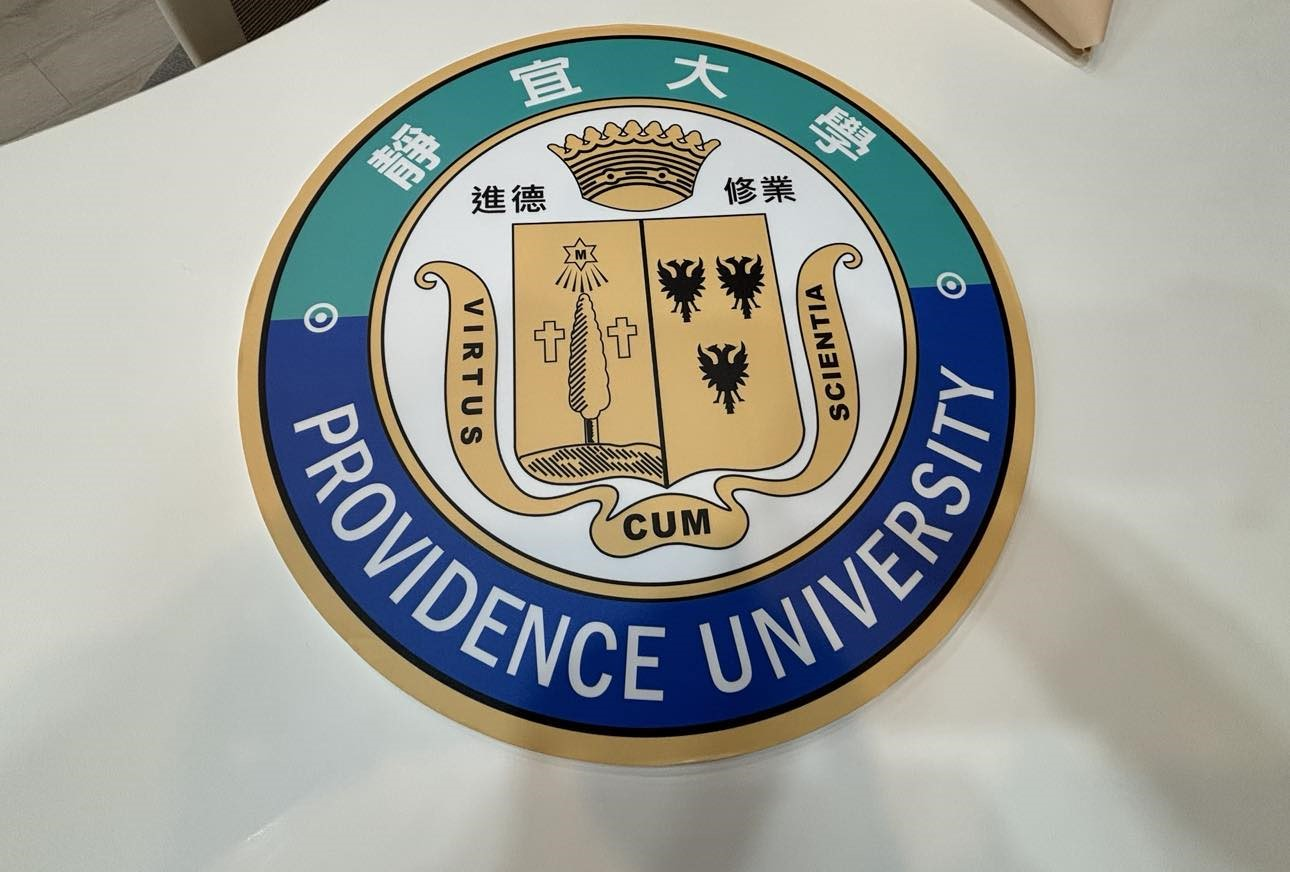 靜宜大學
進德 修業
M
VIRTUS
CUM
SCIENTIA
PROVIDENCE UNIVERSITY